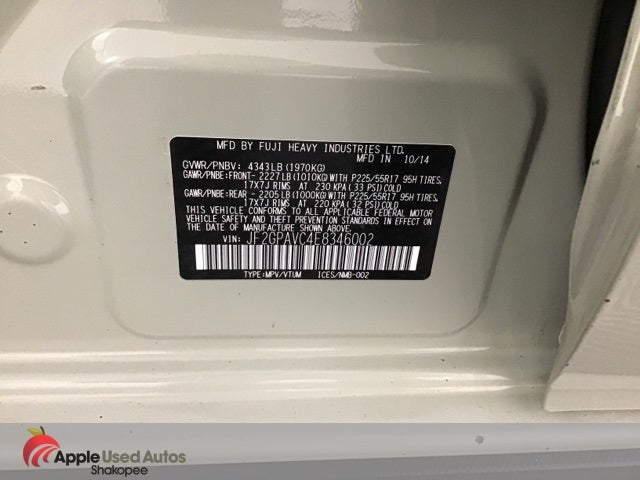 MFD BY FUJI HEAVY INDUSTRIES LTD.
GVWR/PNBV: 4343LB(1970KG) MFD IN 10/14
GAWR/PNBE:FRONT- 2227LB(1010KG)WITH P225/55R17 95H TIRES.
17X7J RIMS AT 230 KPA(33 PSI)COLD
GAWR/PNBE:REAR - 2205LB(1000KG)WITH P225/55R17 95H TIRES.
17X7J RIMS AT 220 KPA(32 PSI)COLD
THIS VEHICLE CONFORMS TO ALL APPLICABLE FEDERAL MOTOR
VEHICLE SAFETY AND THEFT PREVENTION STANDARDS IN EFFECT ON
THE DATE OF MANUFACTURE SHOWN ABOVE.
VIN: JF2GPAVC4E8346002
TYPE:MPV/VTUM ICES/NMB-002
Apple Used Autos
Shakopee